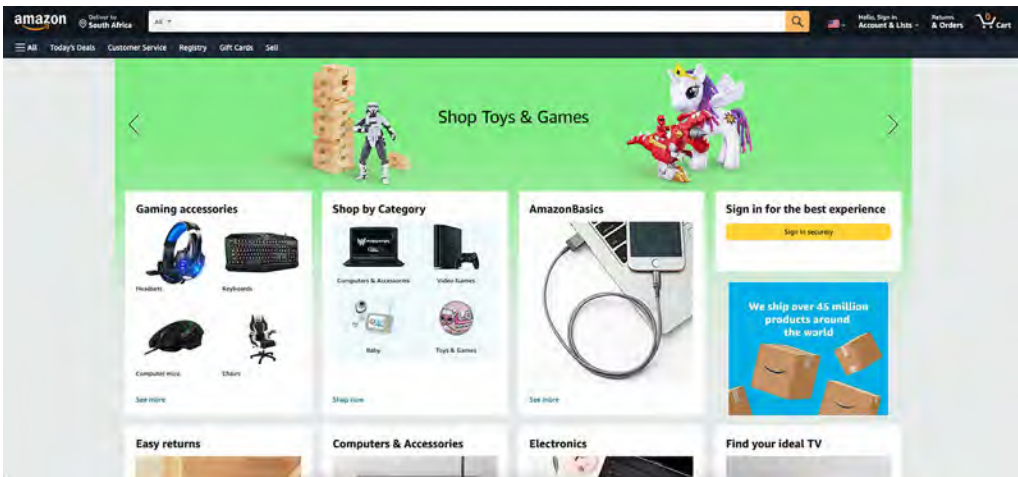 amazon
Deliver to
South Africa
All
Hello, Sign in
Account & Lists
Returns
& Orders
0
Cart
All
Today's Deals
Customer Service
Registry
Gift Cards
Sell
Shop Toys & Games
Gaming accessories
Headsets
Keyboards
Computer mice
Chairs
See more
Shop by Category
Computers & Accessories
Video Games
Baby
Toys & Games
Shop now
AmazonBasics
See more
Sign in for the best experience
Sign in securely
We ship over 45 million
products around
the world
Easy returns
Computers & Accessories
Electronics
Find your ideal TV